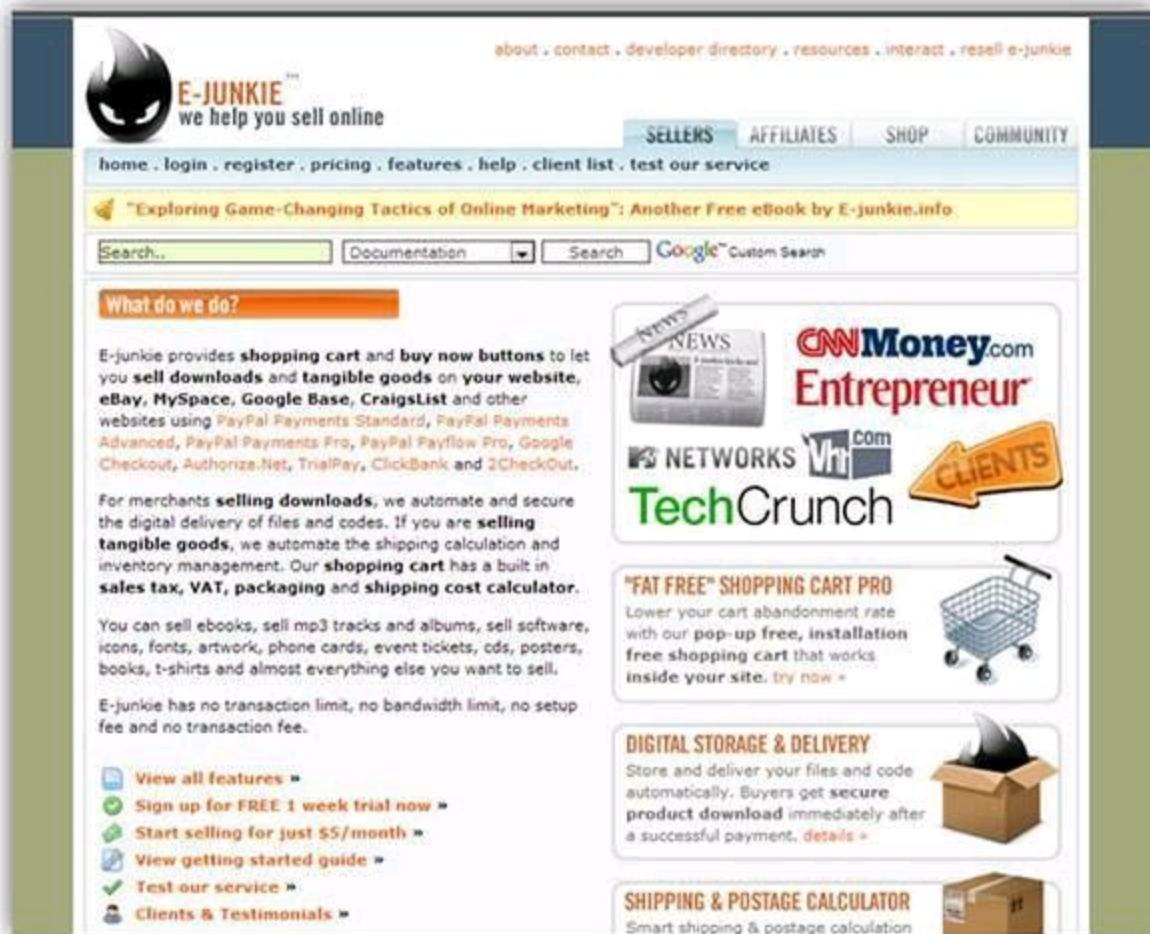 about . contact . developer directory . resources . interact . resell e-junkie
E-JUNKIE™
we help you sell online
SELLERS AFFILIATES SHOP COMMUNITY
home . login . register . pricing . features . help . client list . test our service
"Exploring Game-Changing Tactics of Online Marketing": Another Free eBook by E-junkie.info
Search.. Documentation Search Google™ Custom Search
What do we do?
E-junkie provides shopping cart and buy now buttons to let
you sell downloads and tangible goods on your website,
eBay, MySpace, Google Base, CraigsList and other
websites using PayPal Payments Standard, PayPal Payments
Advanced, PayPal Payments Pro, PayPal Payflow Pro, Google
Checkout, Authorize.Net, TrialPay, ClickBank and 2CheckOut.
For merchants selling downloads, we automate and secure
the digital delivery of files and codes. If you are selling
tangible goods, we automate the shipping calculation and
inventory management. Our shopping cart has a built in
sales tax, VAT, packaging and shipping cost calculator.
You can sell ebooks, sell mp3 tracks and albums, sell software,
icons, fonts, artwork, phone cards, event tickets, cds, posters,
books, t-shirts and almost everything else you want to sell.
E-junkie has no transaction limit, no bandwidth limit, no setup
fee and no transaction fee.
View all features »
Sign up for FREE 1 week trial now »
Start selling for just $5/month »
View getting started guide »
Test our service »
Clients & Testimonials »
NEWS
NEWS
CNNMoney.com
Entrepreneur
MTV NETWORKS Vh1.com
CLIENTS
TechCrunch
"FAT FREE" SHOPPING CART PRO
Lower your cart abandonment rate
with our pop-up free, installation
free shopping cart that works
inside your site. try now »
DIGITAL STORAGE & DELIVERY
Store and deliver your files and code
automatically. Buyers get secure
product download immediately after
a successful payment. details »
SHIPPING & POSTAGE CALCULATOR
Smart shipping & postage calculation